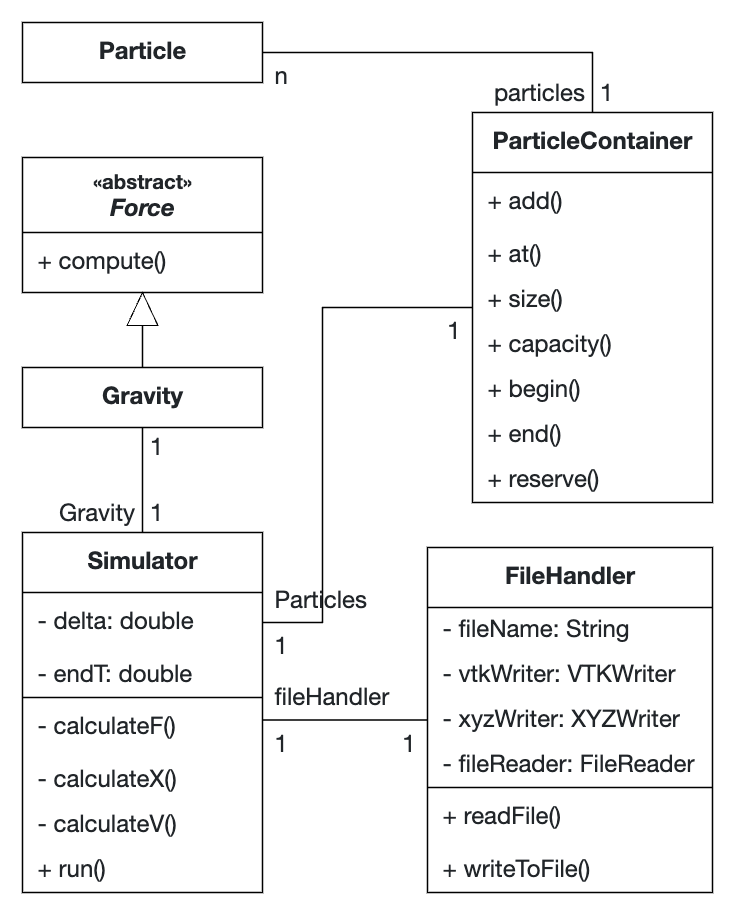 Particle
n
particles
1
ParticleContainer
+ add()
+ at()
+ size()
+ capacity()
+ begin()
+ end()
+ reserve()
1
«abstract»
Force
+ compute()
Gravity
1
Gravity
1
Simulator
- delta: double
- endT: double
- calculateF()
- calculateX()
- calculateV()
+ run()
Particles
1
fileHandler
1
1
FileHandler
- fileName: String
- vtkWriter: VTKWriter
- xyzWriter: XYZWriter
- fileReader: FileReader
+ readFile()
+ writeToFile()